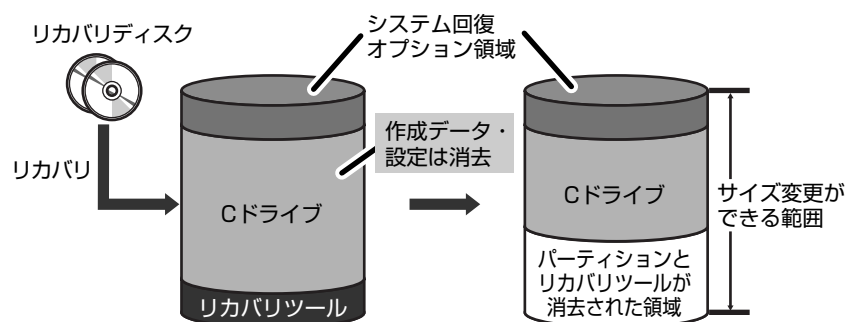 リカバリディスク
システム回復
オプション領域
作成データ・
設定は消去
リカバリ
Cドライブ
リカバリツール
Cドライブ
サイズ変更が
できる範囲
パーティションと
リカバリツールが
消去された領域